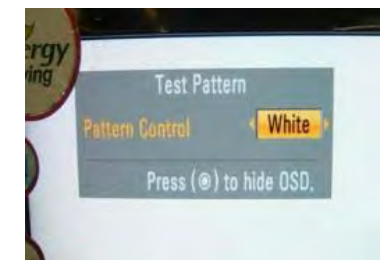 ergy
ving
Test Pattern
Pattern Control White
Press (◉) to hide OSD.